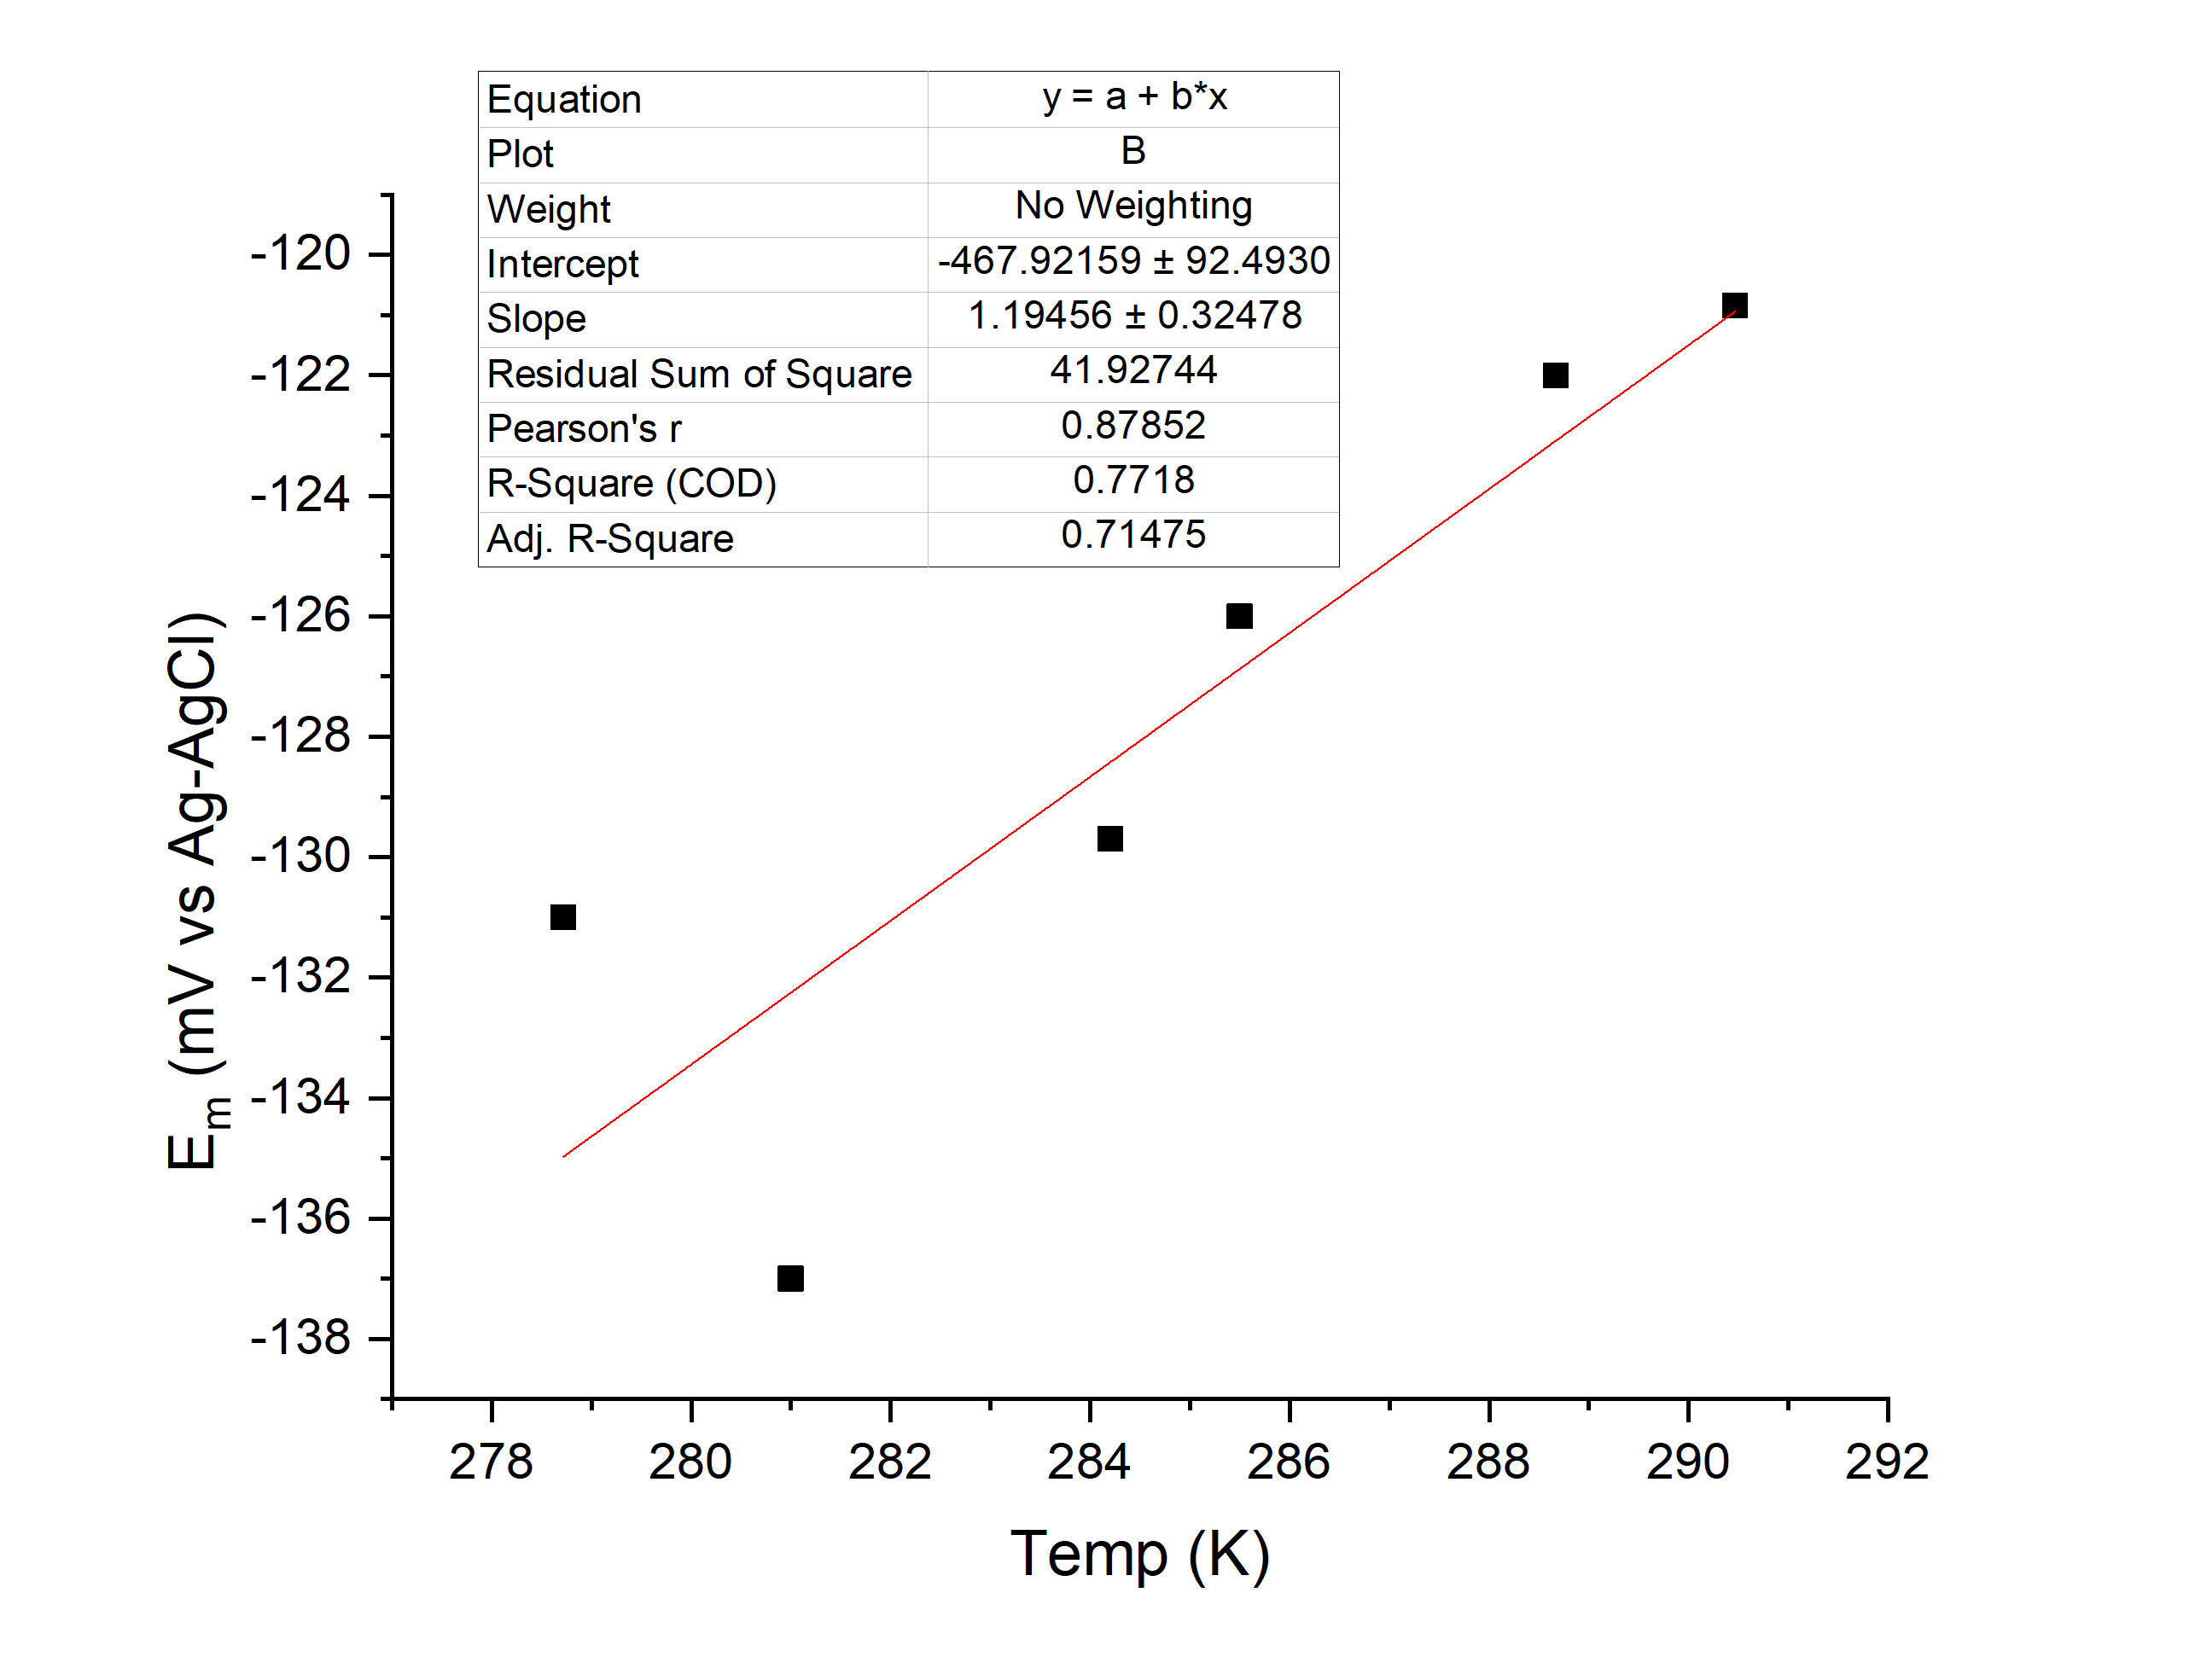 Equation y = a + b*x
Plot B
Weight No Weighting
Intercept -467.92159 ± 92.4930
Slope 1.19456 ± 0.32478
Residual Sum of Square 41.92744
Pearson's r 0.87852
R-Square (COD) 0.7718
Adj. R-Square 0.71475
-120
-122
-124
-126
-128
-130
-132
-134
-136
-138
Em (mV vs Ag-AgCl)
278 280 282 284 286 288 290 292
Temp (K)